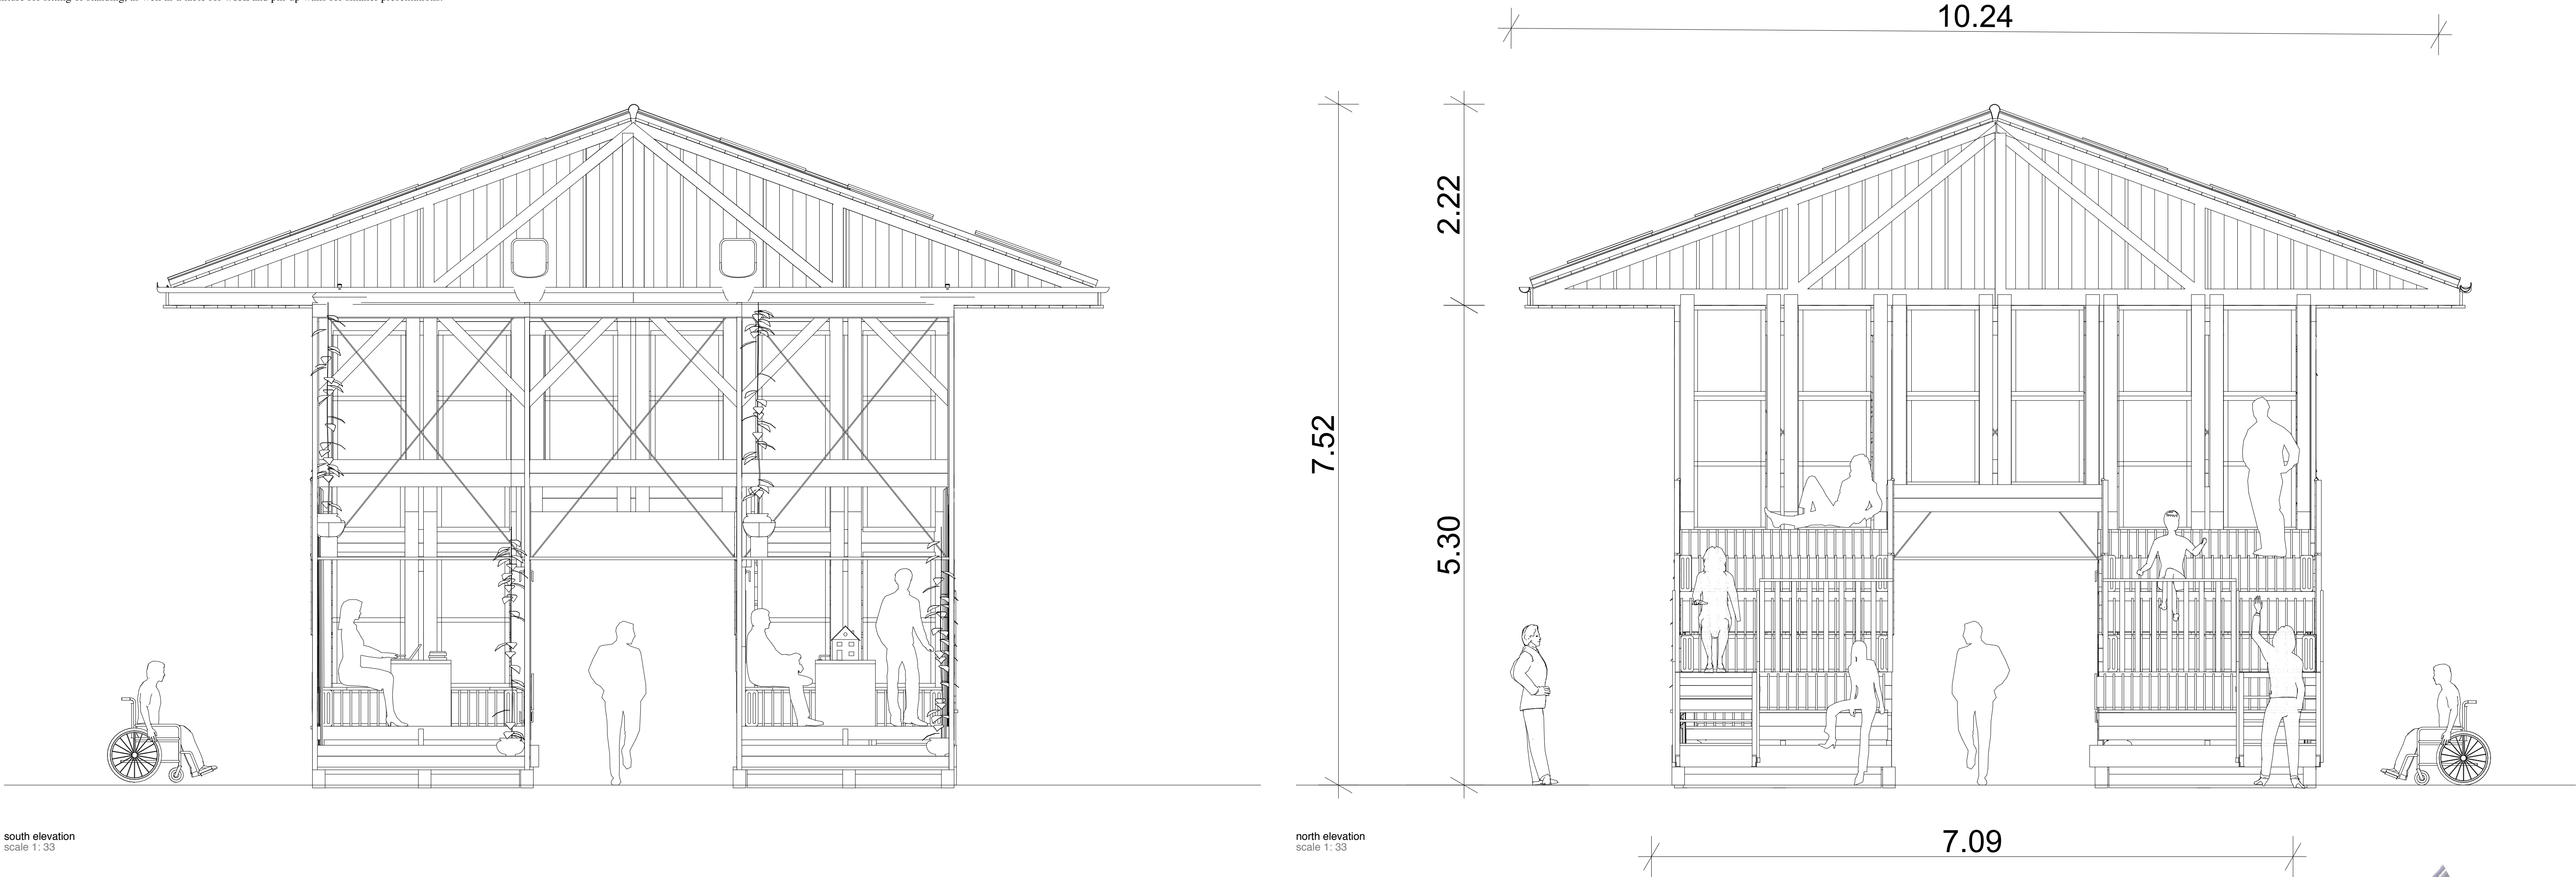 10.24
2.22
7.52
5.30
south elevation
scale 1: 33
north elevation
scale 1: 33
7.09